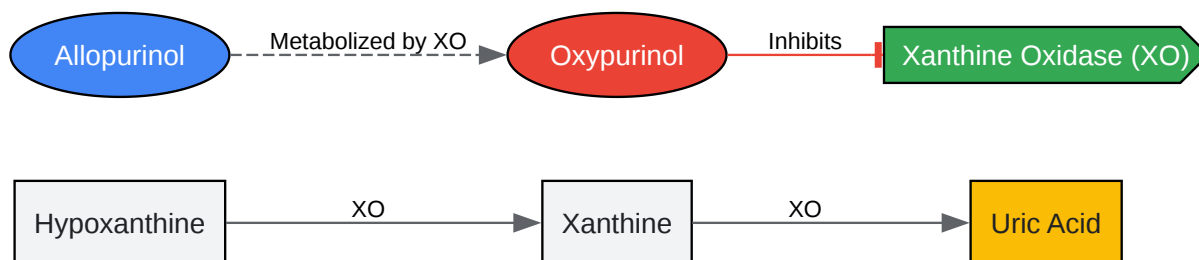 Allopurinol
Metabolized by XO
Oxypurinol
Inhibits
Xanthine Oxidase (XO)
Hypoxanthine
XO
Xanthine
XO
Uric Acid